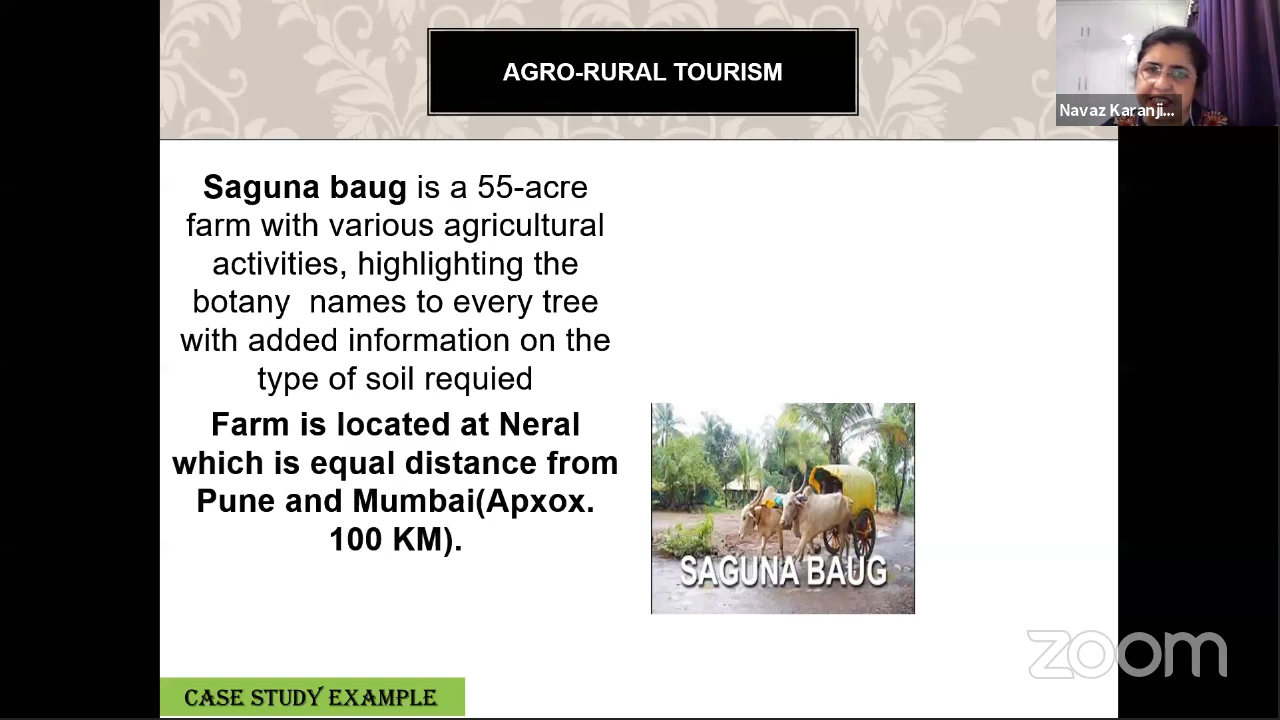 AGRO-RURAL TOURISM
Navaz Karanji...
Saguna baug is a 55-acre
farm with various agricultural
activities, highlighting the
botany  names to every tree
with added information on the
type of soil requied
Farm is located at Neral
which is equal distance from
Pune and Mumbai(Apxox.
100 KM).
SAGUNA BAUG
zoom
CASE STUDY EXAMPLE